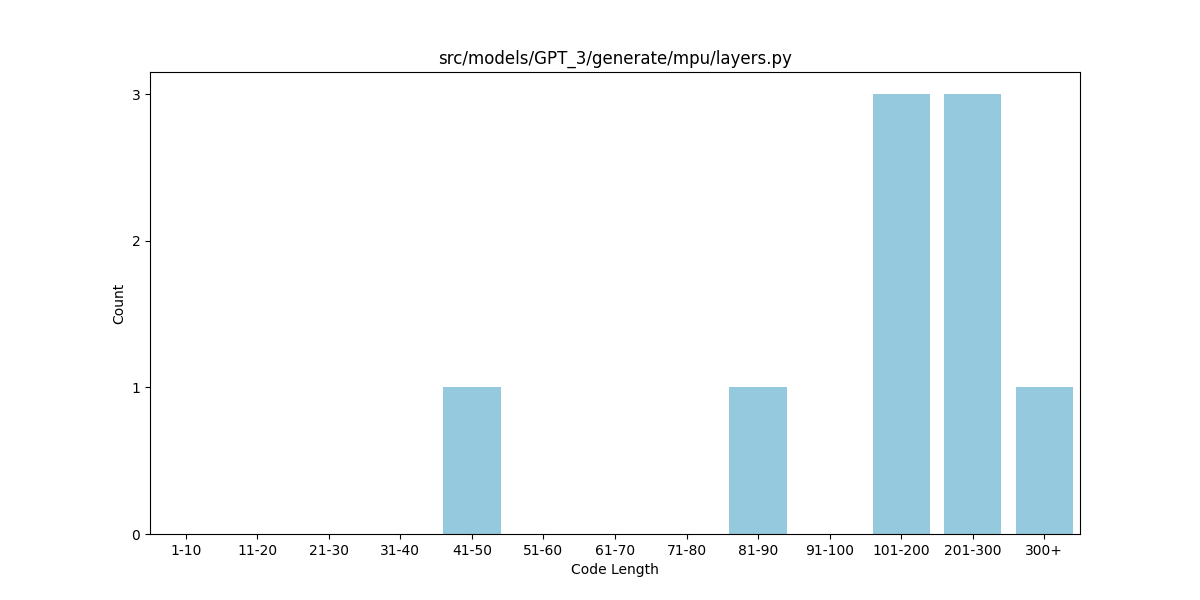 src/models/GPT_3/generate/mpu/layers.py
Count
3
2
1
0
1-10 11-20 21-30 31-40 41-50 51-60 61-70 71-80 81-90 91-100 101-200 201-300 300+
Code Length